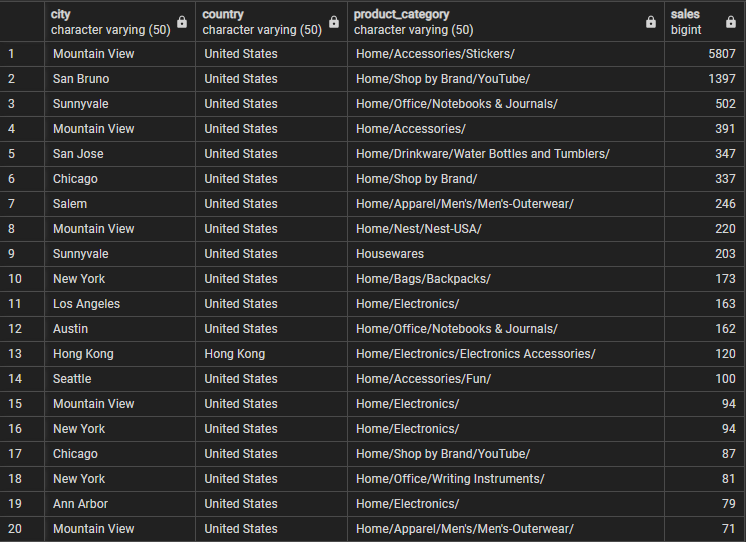 city country product_category sales
character varying (50) character varying (50) character varying (50) bigint
1 Mountain View United States Home/Accessories/Stickers/ 5807
2 San Bruno United States Home/Shop by Brand/YouTube/ 1397
3 Sunnyvale United States Home/Office/Notebooks & Journals/ 502
4 Mountain View United States Home/Accessories/ 391
5 San Jose United States Home/Drinkware/Water Bottles and Tumblers/ 347
6 Chicago United States Home/Shop by Brand/ 337
7 Salem United States Home/Apparel/Men's/Men's-Outerwear/ 246
8 Mountain View United States Home/Nest/Nest-USA/ 220
9 Sunnyvale United States Housewares 203
10 New York United States Home/Bags/Backpacks/ 173
11 Los Angeles United States Home/Electronics/ 163
12 Austin United States Home/Office/Notebooks & Journals/ 162
13 Hong Kong Hong Kong Home/Electronics/Electronics Accessories/ 120
14 Seattle United States Home/Accessories/Fun/ 100
15 Mountain View United States Home/Electronics/ 94
16 New York United States Home/Electronics/ 94
17 Chicago United States Home/Shop by Brand/YouTube/ 87
18 New York United States Home/Office/Writing Instruments/ 81
19 Ann Arbor United States Home/Electronics/ 79
20 Mountain View United States Home/Apparel/Men's/Men's-Outerwear/ 71